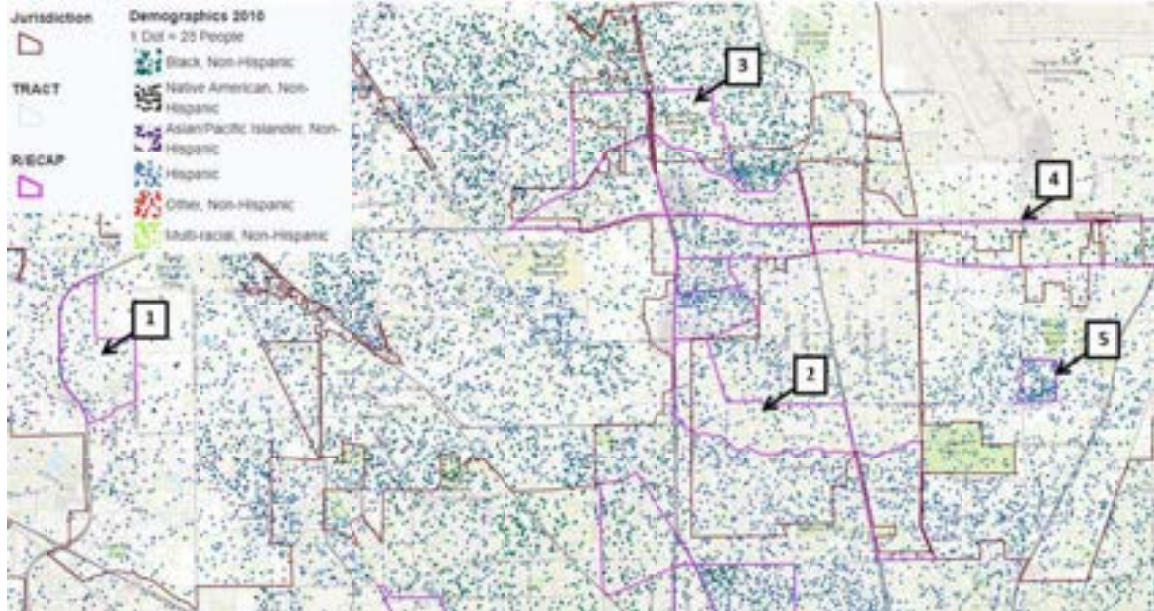 Jurisdiction
TRACT
R/ECAP
Demographics 2010
1 Dot = 25 People
Black, Non-Hispanic
Native American, Non-
Hispanic
Asian/Pacific Islander, Non-
Hispanic
Hispanic
Other, Non-Hispanic
Multi-racial, Non-Hispanic
3
4
1
5
2